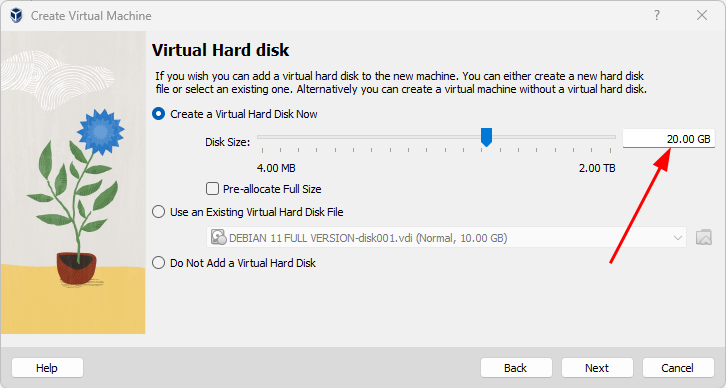 Create Virtual Machine
?
Virtual Hard disk
If you wish you can add a virtual hard disk to the new machine. You can either create a new hard disk
file or select an existing one. Alternatively you can create a virtual machine without a virtual hard disk.
Create a Virtual Hard Disk Now
Disk Size:
20.00 GB
4.00 MB
2.00 TB
Pre-allocate Full Size
Use an Existing Virtual Hard Disk File
DEBIAN 11 FULL VERSION-disk001.vdi (Normal, 10.00 GB)
Do Not Add a Virtual Hard Disk
Help
Back
Next
Cancel